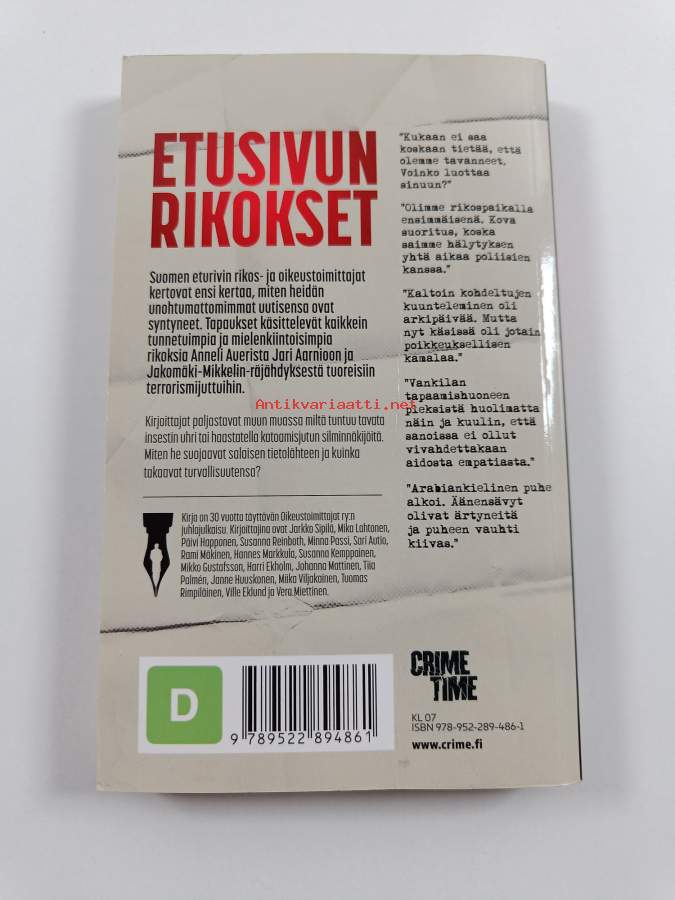 ETUSIVUN
RIKOKSET
Suomen eturivin rikos- ja oikeustoimittajat
kertovat ensi kertaa, miten heidän
unohtumattomimmat uutisensa ovat
syntyneet. Tapaukset käsittelevät kaikkein
tunnetuimpia ja mielenkiintoisimpia
rikoksia Anneli Auerista Jari Aarnioon ja
Jakomäki-Mikkelin-räjähdyksestä tuoreisiin
terrorismijuttuihin.
Antikvariaatti.net
Kirjoittajat paljastavat muun muassa miltä tuntuu tavata
insestin uhri tai haastatella katoamisjutun silminnäkijöitä.
Miten he suojaavat salaisen tietolähteen ja kuinka
takaavat turvallisuutensa?
Kirja on 30 vuotta täyttävän Oikeustoimittajat ry:n
juhlajulkaisu. Kirjoittajina ovat Jarkko Sipilä, Mika Lahtonen,
Päivi Happonen, Susanna Reinboth, Minna Passi, Sari Autio,
Rami Mäkinen, Hannes Markkula, Susanna Kemppainen,
Mikko Gustafsson, Harri Ekholm, Johanna Mattinen, Tiia
Palmén, Janne Huuskonen, Miika Viljakainen, Tuomas
Rimpiläinen, Ville Eklund ja Vera Miettinen.
"Kukaan ei saa
koskaan tietää, että
olemme tavanneet.
Voinko luottaa
sinuun?"
"Olimme rikospaikalla
ensimmäisenä. Kova
suoritus, koska
saimme hälytyksen
yhtä aikaa poliisien
kanssa."
"Kaltoin kohdeltujen
kuunteleminen oli
arkipäivää. Mutta
nyt käsissä oli jotain
poikkeuksellisen
kamalaa."
"Vankilan
tapaamishuoneen
pleksistä huolimatta
näin ja kuulin, että
sanoissa ei ollut
vivahdettakaan
aidosta empatiasta."
"Arabiankielinen puhe
alkoi. Äänensävyt
olivat ärtyneitä
ja puheen vauhti
kiivas."
D
9 789522 894861
CRIME
TIME
KL 07
ISBN 978-952-289-486-1
www.crime.fi